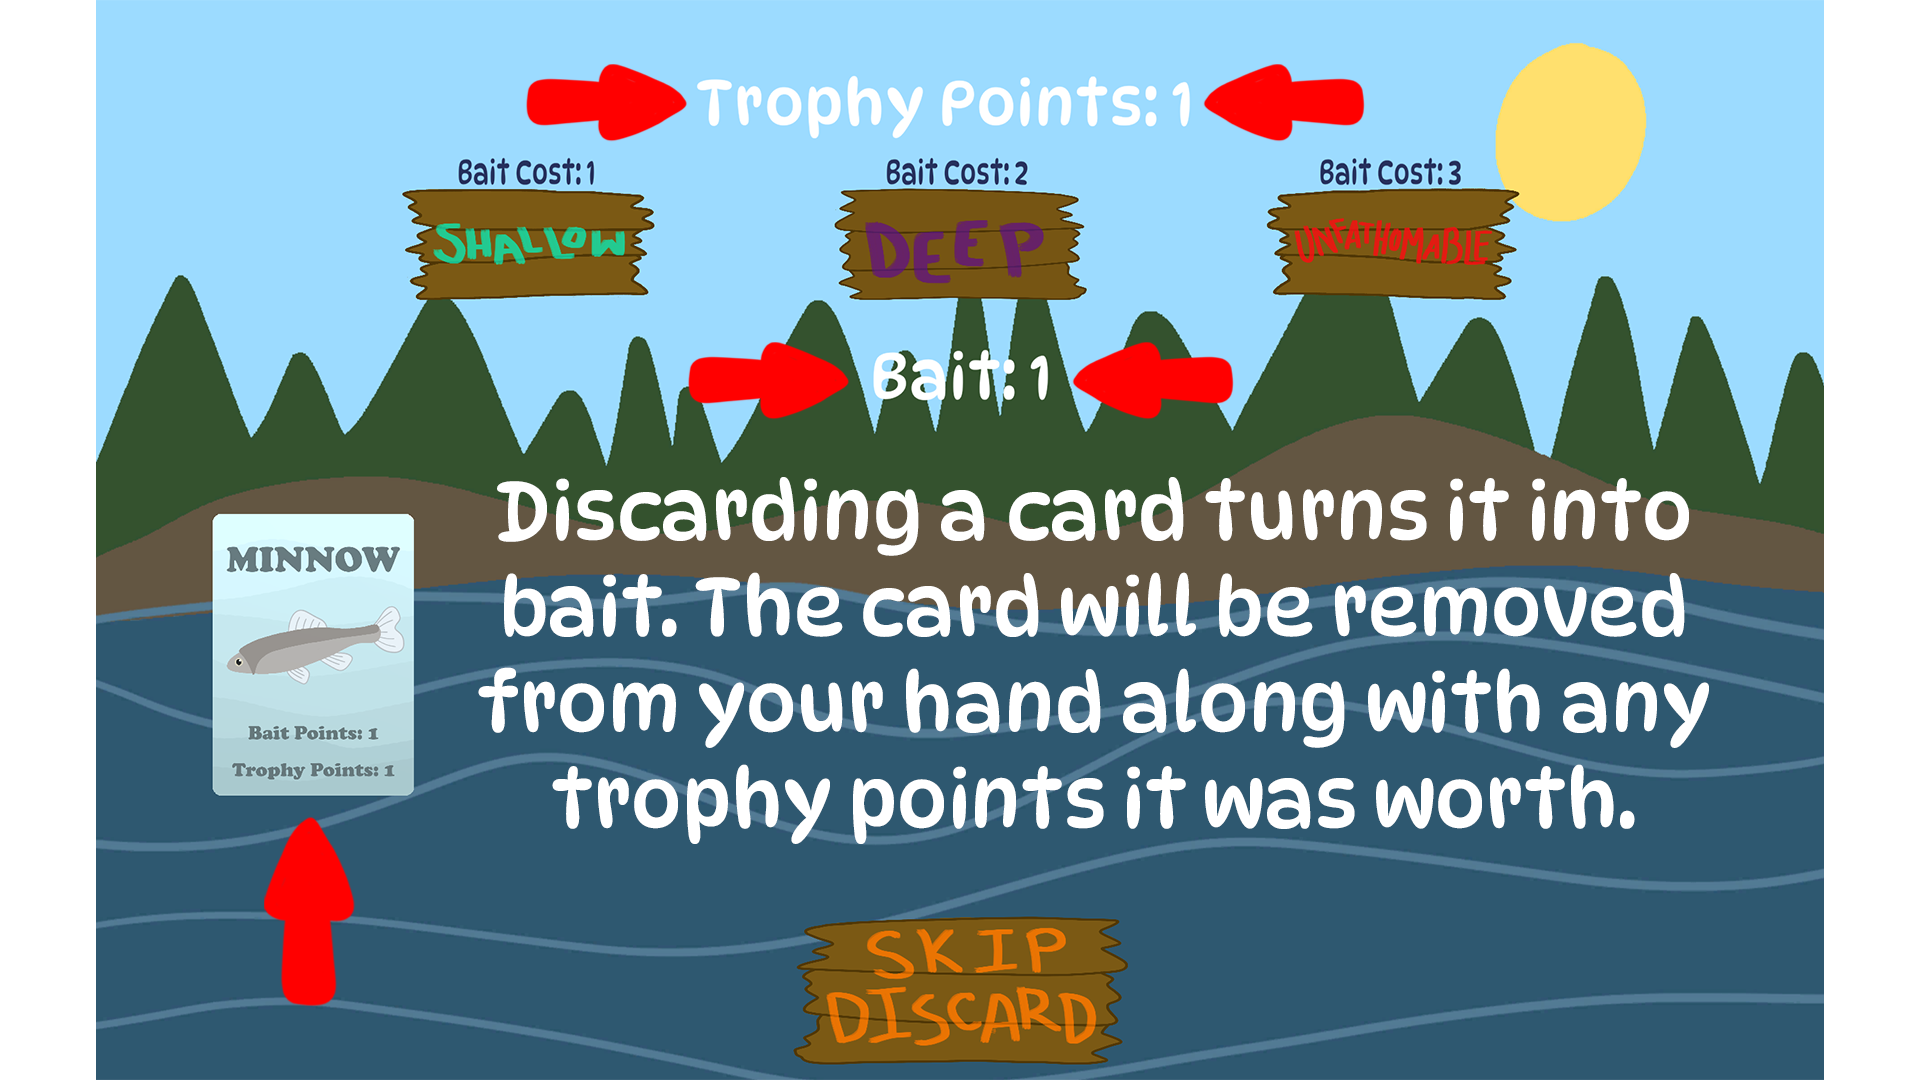 Trophy Points: 1
Bait Cost: 1
Bait Cost: 2
Bait Cost: 3
SHALLOW
DEEP
UNFATHOMABLE
Bait: 1
Discarding a card turns it into
bait. The card will be removed
from your hand along with any
trophy points it was worth.
MINNOW
Bait Points: 1
Trophy Points: 1
SKIP
DISCARD